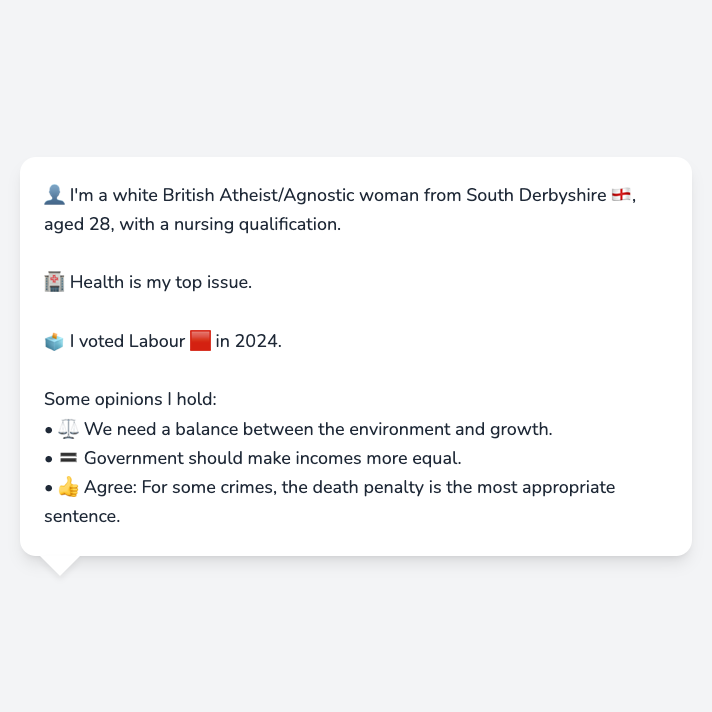 👤 I'm a white British Atheist/Agnostic woman from South Derbyshire 🏴󠁧󠁢󠁥󠁮󠁧󠁿,
aged 28, with a nursing qualification.
🏥 Health is my top issue.
🗳️ I voted Labour 🟥 in 2024.
Some opinions I hold:
• ⚖️ We need a balance between the environment and growth.
• 🟰 Government should make incomes more equal.
• 👍 Agree: For some crimes, the death penalty is the most appropriate
sentence.